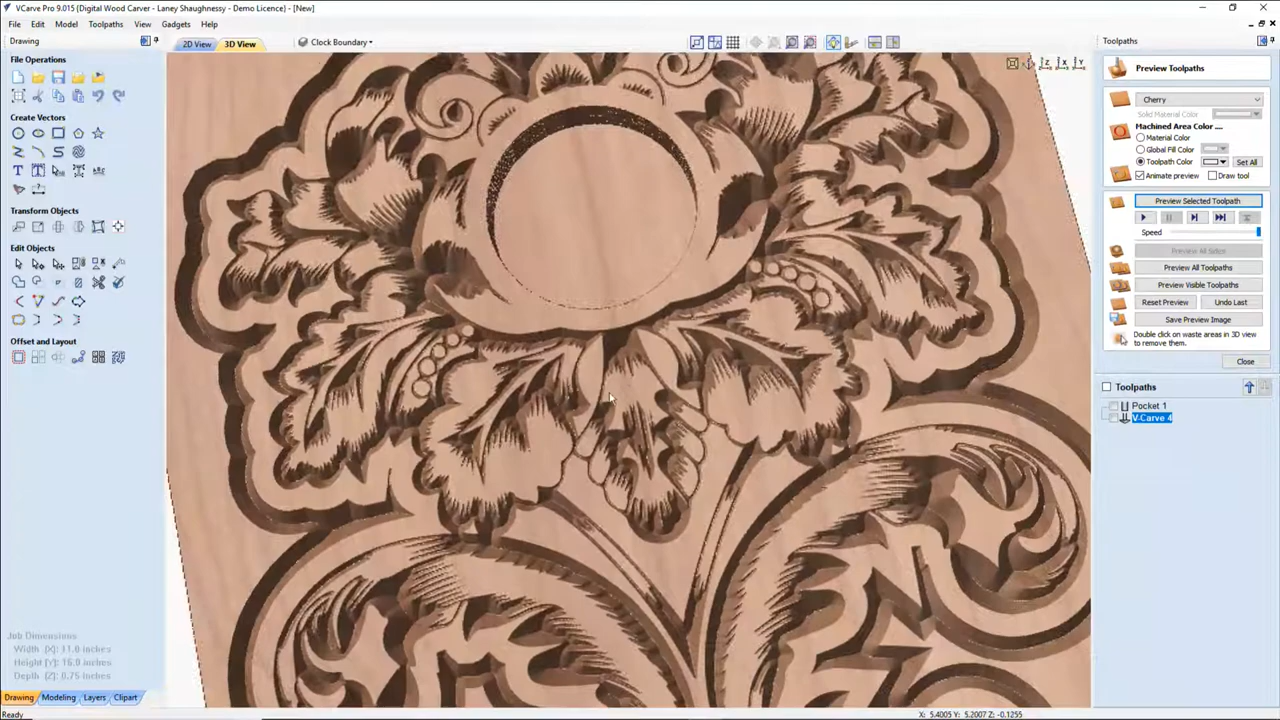 VCarve Pro 9.015 {Digital Wood Carver - Laney Shaughnessy - Demo Licence} - [New]
File Edit Model Toolpaths View Gadgets Help
Drawing
2D View 3D View Clock Boundary
Toolpaths
File Operations
Create Vectors
Transform Objects
Edit Objects
Offset and Layout
Job Dimensions
Width (X): 11.0 inches
Height (Y): 16.0 inches
Depth (Z): 0.75 inches
Drawing Modeling Layers Clipart
Ready
X: 5.4005 Y: 5.2007 Z: -0.1255
Preview Toolpaths
Cherry
Solid Material Color
Machined Area Color ....
Material Color
Global Fill Color
Toolpath Color Set All
Animate preview Draw tool
Preview Selected Toolpath
Speed
Preview All Sides
Preview All Toolpaths
Preview Visible Toolpaths
Reset Preview Undo Last
Save Preview Image
Double click on waste areas in 3D view
to remove them.
Close
Toolpaths
Pocket 1
V-Carve 4